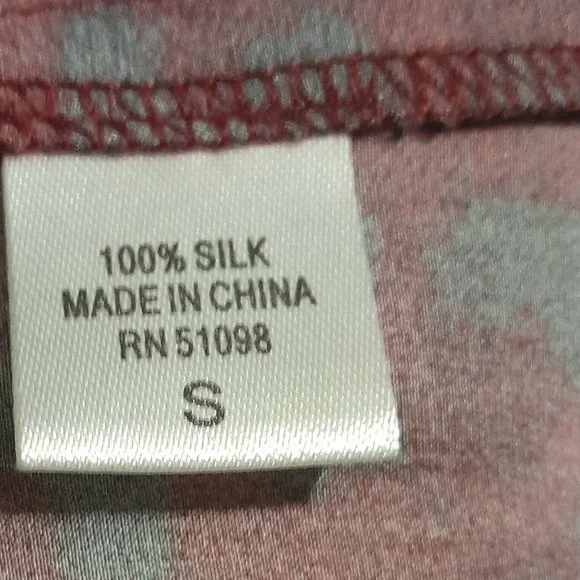 100% SILK
MADE IN CHINA
RN 51098
S